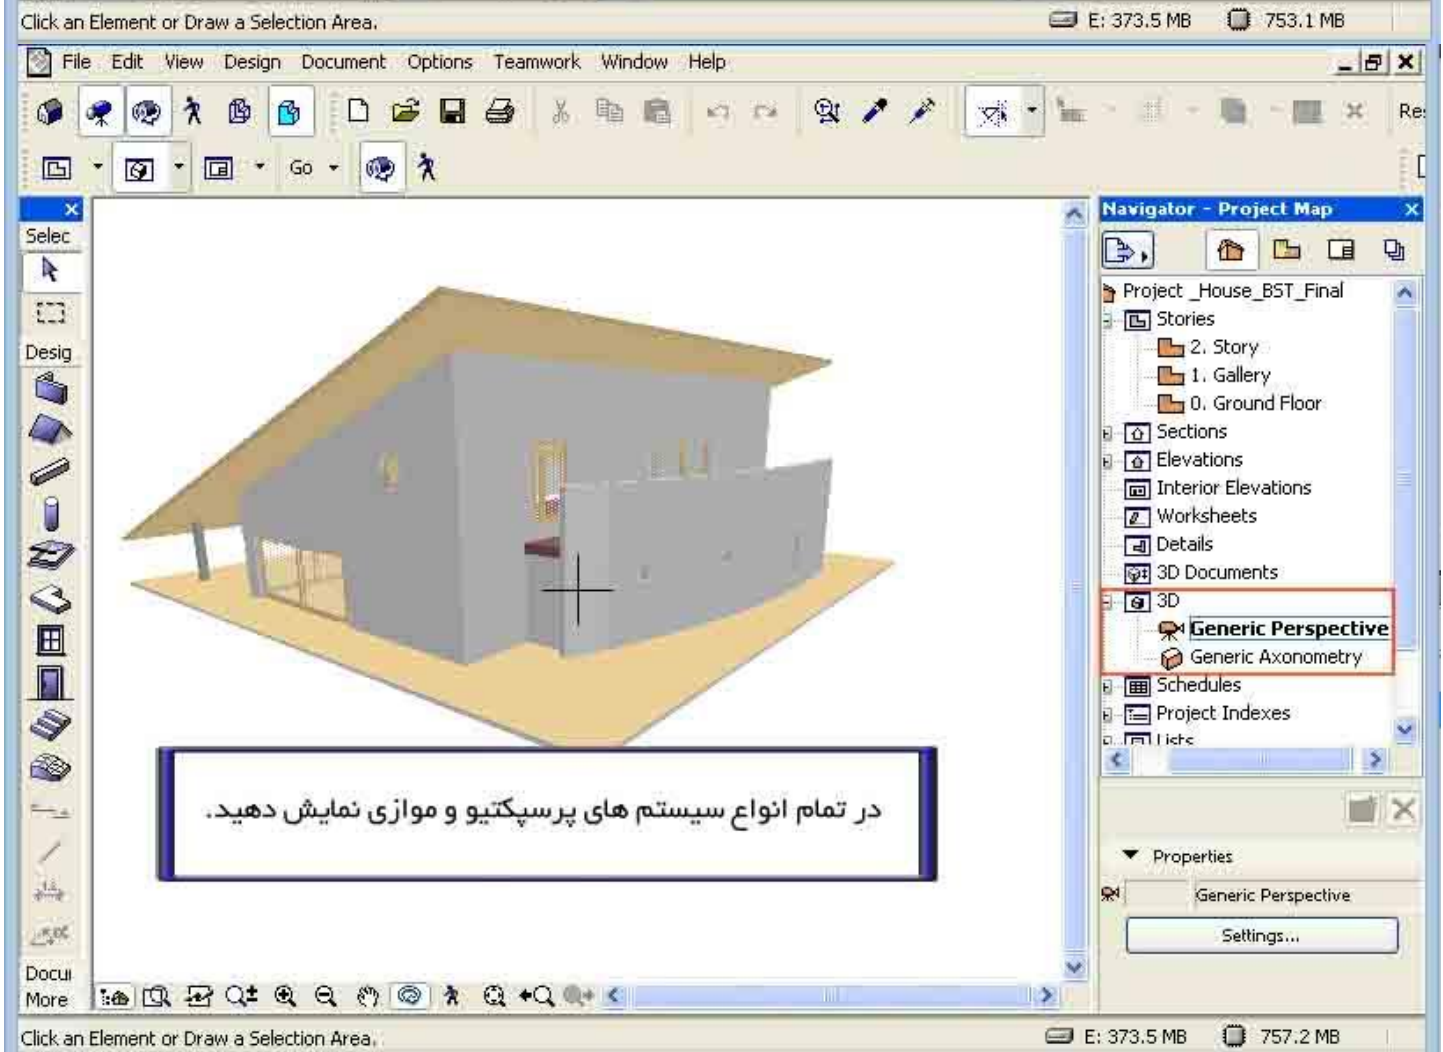 Click an Element or Draw a Selection Area.
E: 373.5 MB 753.1 MB
File Edit View Design Document Options Teamwork Window Help
Go
Selec
Desig
Docui
More
Navigator - Project Map
Project _House_BST_Final
Stories
2. Story
1. Gallery
0. Ground Floor
Sections
Elevations
Interior Elevations
Worksheets
Details
3D Documents
3D
Generic Perspective
Generic Axonometry
Schedules
Project Indexes
Lists
در تمام انواع سیستم های پرسپکتیو و موازی نمایش دهید.
Properties
Generic Perspective
Settings...
Click an Element or Draw a Selection Area.
E: 373.5 MB 757.2 MB